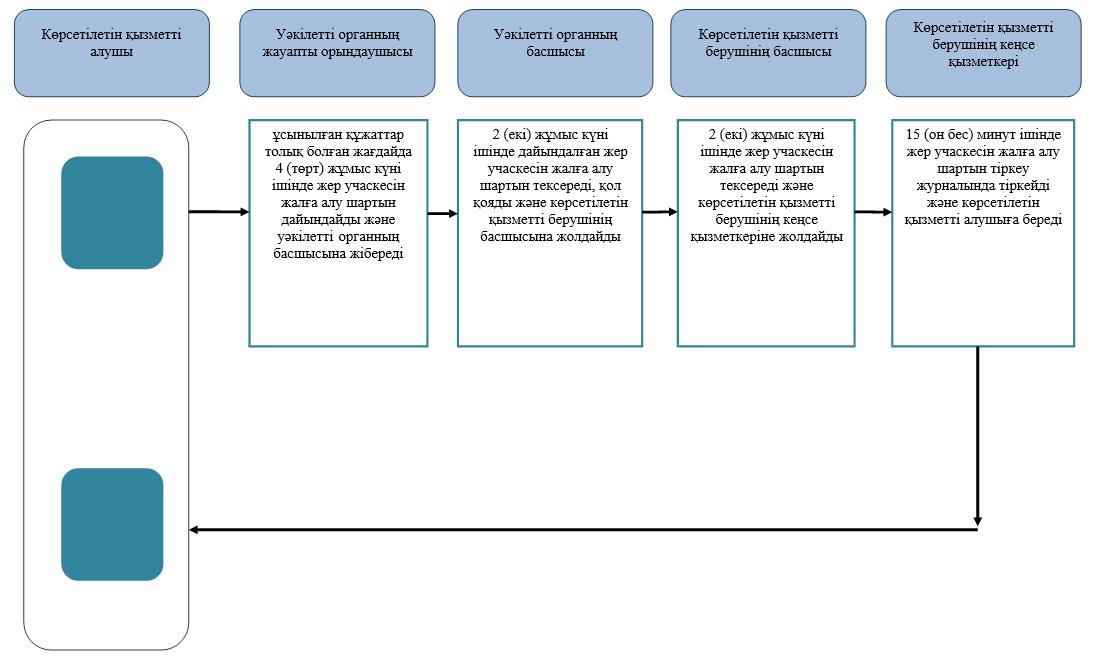 Көрсетілетін қызметті
алушы
Уәкілетті органның
жауапты орындаушысы
Уәкілетті органның
басшысы
Көрсетілетін қызметті
берушінің басшысы
Көрсетілетін қызметті
берушінің кеңсе
қызметкері
ұсынылған құжаттар
толық болған жағдайда
4 (төрт) жұмыс күні
ішінде жер учаскесін
жалға алу шартын
дайындайды және
уәкілетті органның
басшысына жібереді
2 (екі) жұмыс күні
ішінде дайындалған жер
учаскесін жалға алу
шартын тексереді, қол
қояды және көрсетілетін
қызметті берушінің
басшысына жолдайды
2 (екі) жұмыс күні
ішінде жер учаскесін
жалға алу шартын
тексереді және
көрсетілетін қызметті
берушінің кеңсе
қызметкеріне жолдайды
15 (он бес) минут ішінде
жер учаскесін жалға алу
шартын тіркеу
журналында тіркейді
және көрсетілетін
қызметті алушыға береді